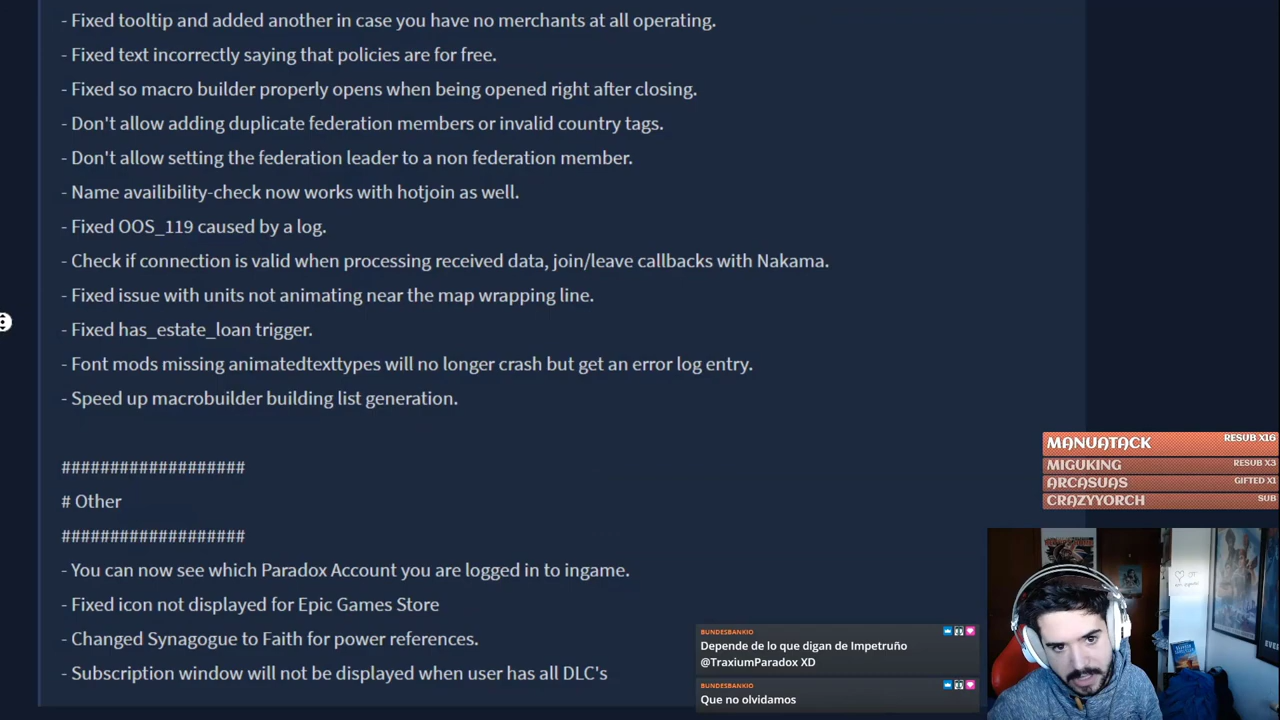 - Fixed tooltip and added another in case you have no merchants at all operating.
- Fixed text incorrectly saying that policies are for free.
- Fixed so macro builder properly opens when being opened right after closing.
- Don't allow adding duplicate federation members or invalid country tags.
- Don't allow setting the federation leader to a non federation member.
- Name availibility-check now works with hotjoin as well.
- Fixed OOS_119 caused by a log.
- Check if connection is valid when processing received data, join/leave callbacks with Nakama.
- Fixed issue with units not animating near the map wrapping line.
- Fixed has_estate_loan trigger.
- Font mods missing animatedtexttypes will no longer crash but get an error log entry.
- Speed up macrobuilder building list generation.
###################
# Other
###################
- You can now see which Paradox Account you are logged in to ingame.
- Fixed icon not displayed for Epic Games Store
- Changed Synagogue to Faith for power references.
- Subscription window will not be displayed when user has all DLC's
MANUATACK RESUB X16
MIGUKING RESUB X3
ARCASUAS GIFTED X1
CRAZYYORCH SUB
BUNDESBANKIO
Depende de lo que digan de Impetruño
@TraxiumParadox XD
BUNDESBANKIO
Que no olvidamos